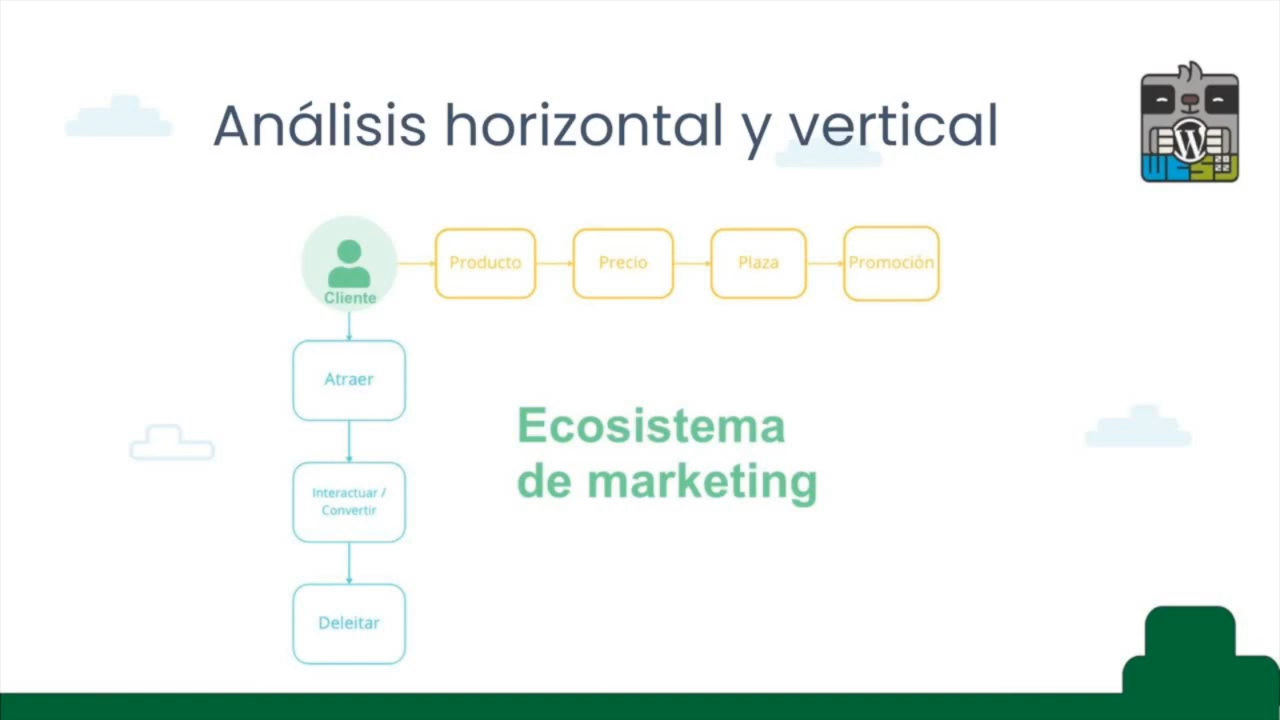 Análisis horizontal y vertical
W
Cliente
Producto
Precio
Plaza
Promoción
Atraer
Interactuar /
Convertir
Deleitar
Ecosistema
de marketing